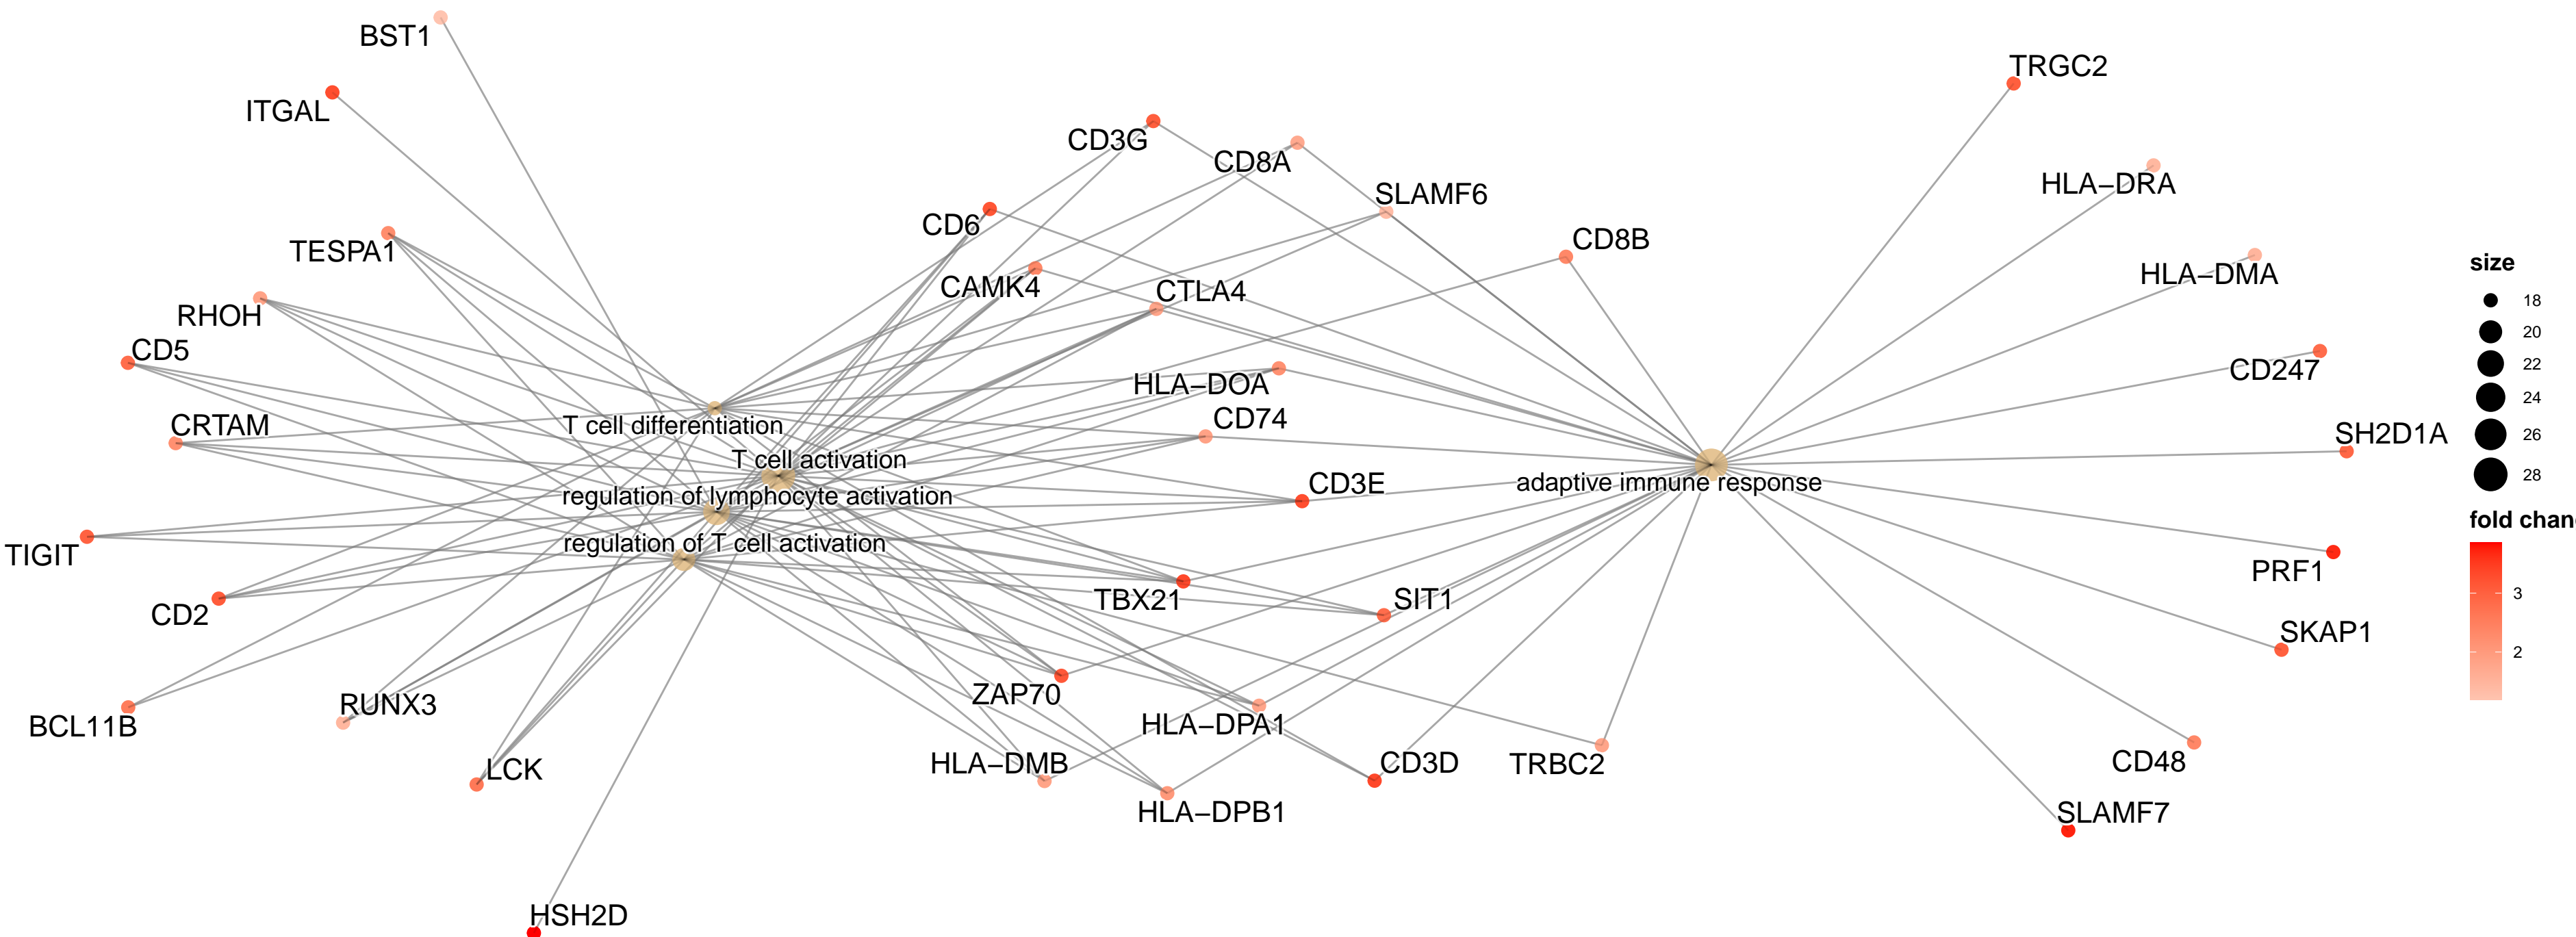 BST1
TRGC2
ITGAL
CD3G
CD8A
HLA−DRA
SLAMF6
CD6
CD8B
TESPA1
size
HLA−DMA
CAMK4
CTLA4
18
RHOH
20
CD5
22
CD247
HLA−DOA
24
CD74
T cell differentiation
CRTAM
26
SH2D1A
T cell activation
28
CD3E
adaptive immune response
regulation of lymphocyte activation
fold chan
regulation of T cell activation
TIGIT
PRF1
3
TBX21
SIT1
CD2
SKAP1
2
ZAP70
RUNX3
HLA−DPA1
BCL11B
LCK
HLA−DMB
CD3D
TRBC2
CD48
HLA−DPB1
SLAMF7
HSH2D